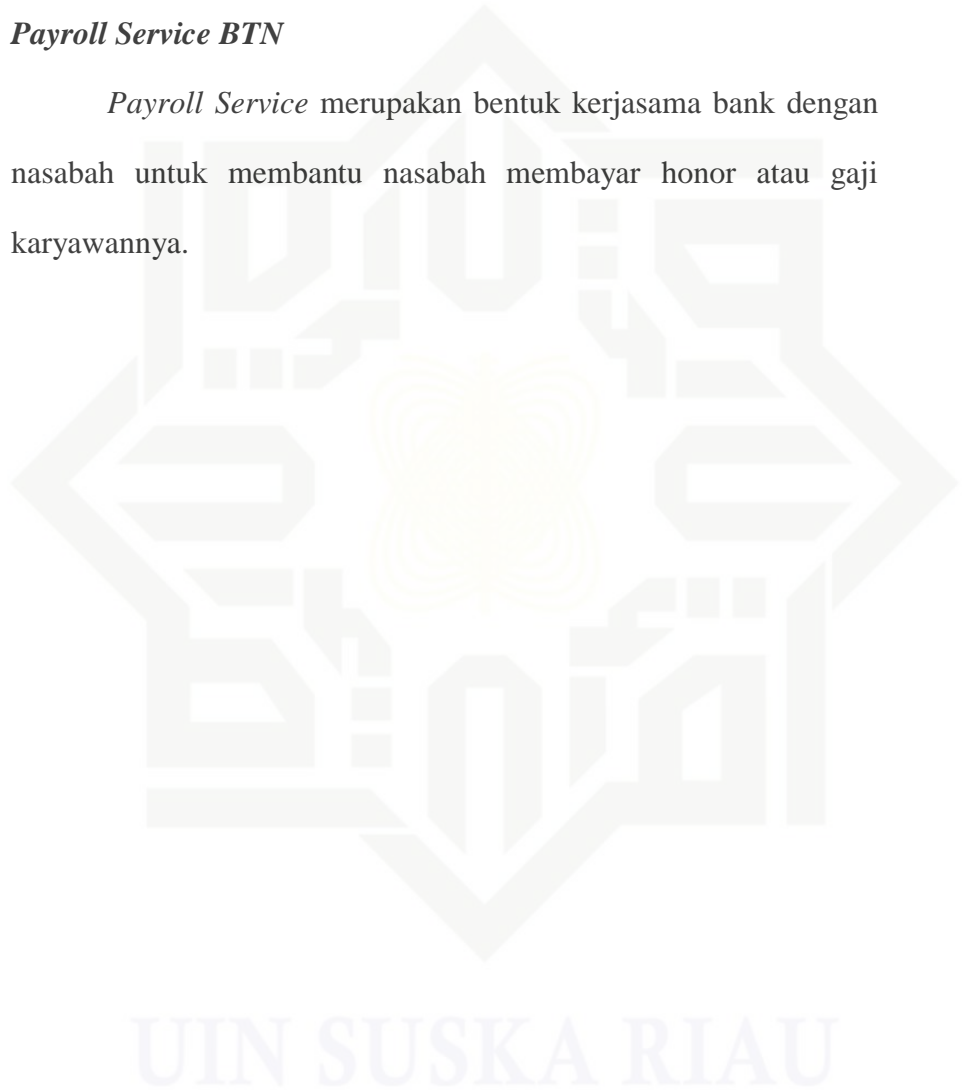 Payroll Service BTN
Payroll Service merupakan bentuk kerjasama bank dengan
nasabah untuk membantu nasabah membayar honor atau gaji
karyawannya.
UIN SUSKA RIAU